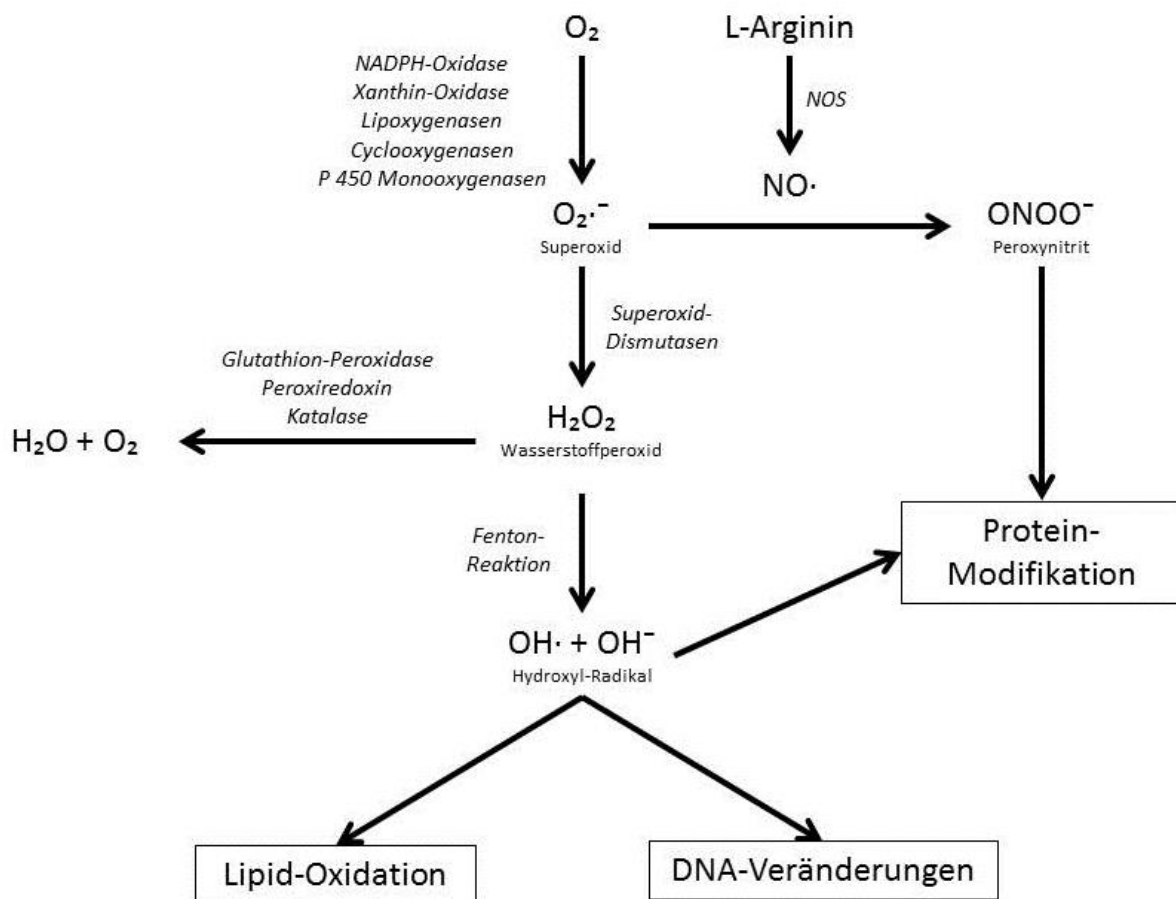 O₂
L-Arginin
NADPH-Oxidase
Xanthin-Oxidase
Lipoxygenasen
Cyclooxygenasen
P 450 Monooxygenasen
NOS
NO·
O₂·⁻
Superoxid
ONOO⁻
Peroxynitrit
Superoxid-
Dismutasen
Glutathion-Peroxidase
Peroxiredoxin
Katalase
H₂O + O₂
H₂O₂
Wasserstoffperoxid
Fenton-
Reaktion
Protein-
Modifikation
OH· + OH⁻
Hydroxyl-Radikal
Lipid-Oxidation
DNA-Veränderungen